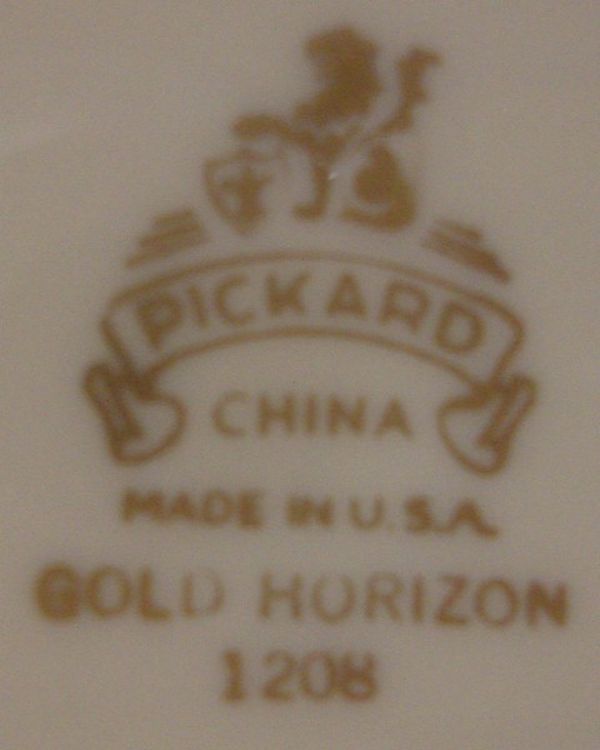 PICKARD
CHINA
MADE IN U.S.A.
GOLD HORIZON
1208